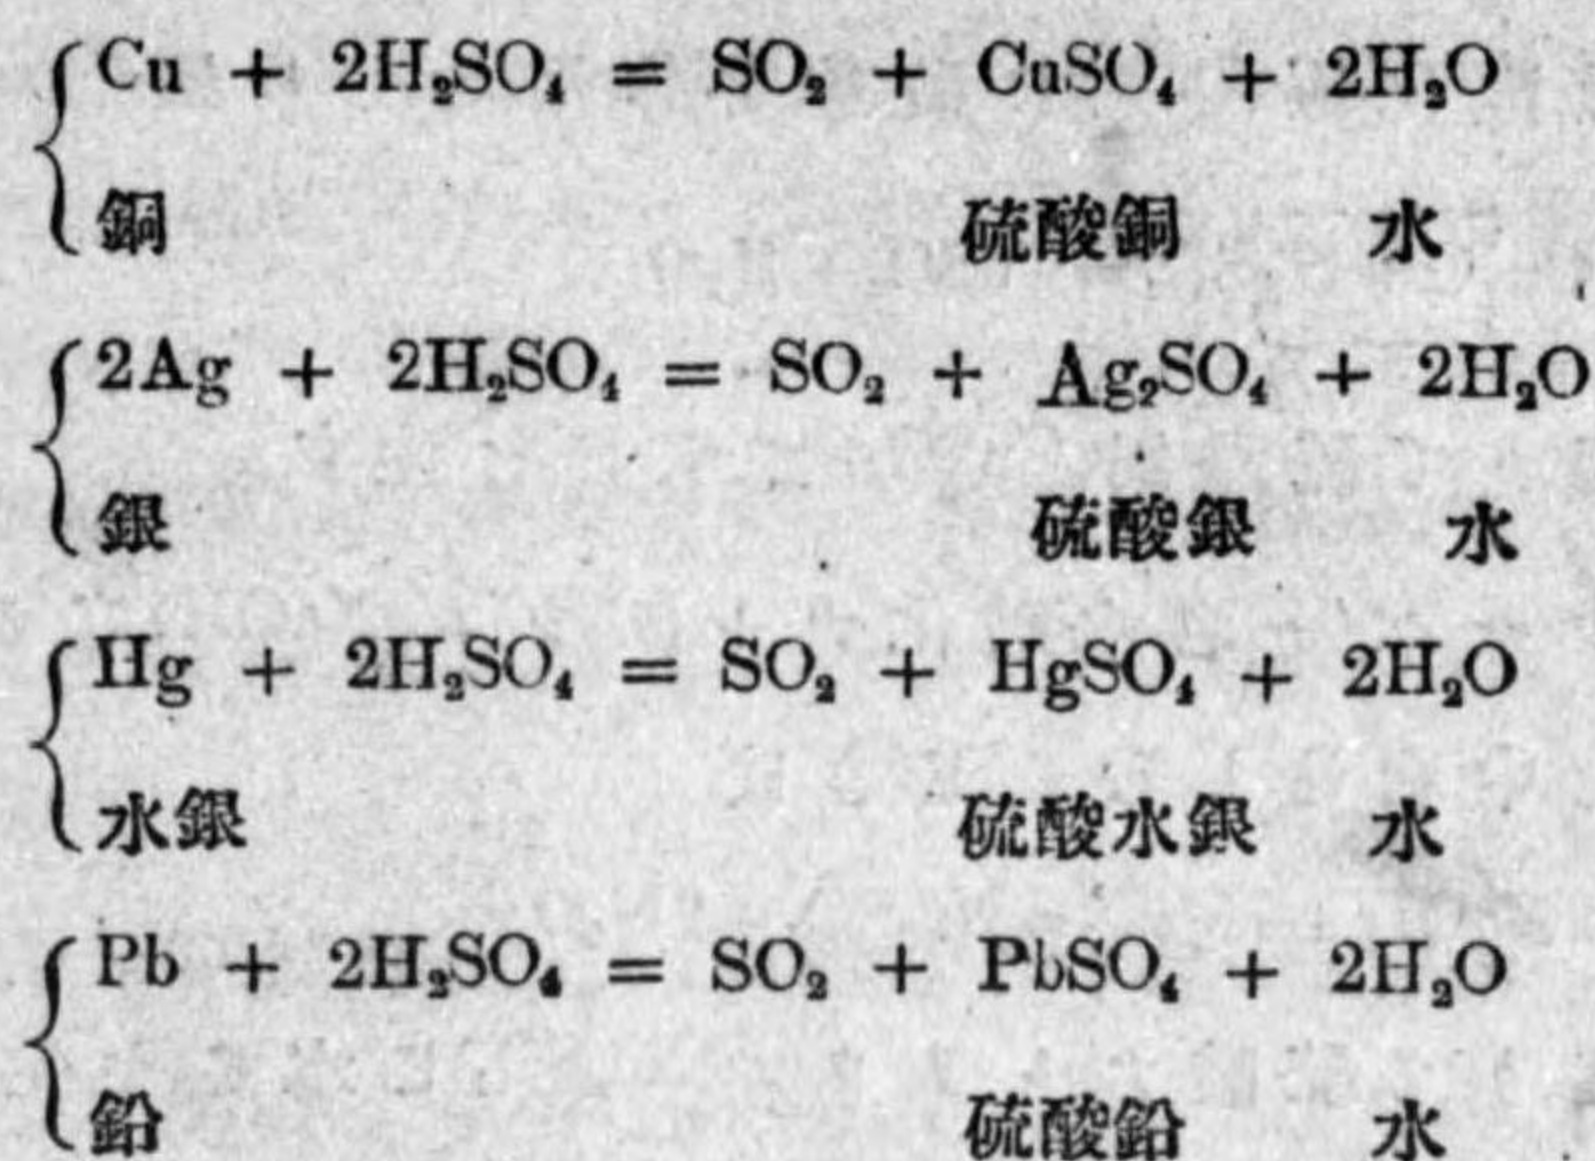 Cu + 2H₂SO₄ = SO₂ + CuSO₄ + 2H₂O
銅 硫酸銅 水
2Ag + 2H₂SO₄ = SO₂ + Ag₂SO₄ + 2H₂O
銀 硫酸銀 水
Hg + 2H₂SO₄ = SO₂ + HgSO₄ + 2H₂O
水銀 硫酸水銀 水
Pb + 2H₂SO₄ = SO₂ + PbSO₄ + 2H₂O
鉛 硫酸鉛 水